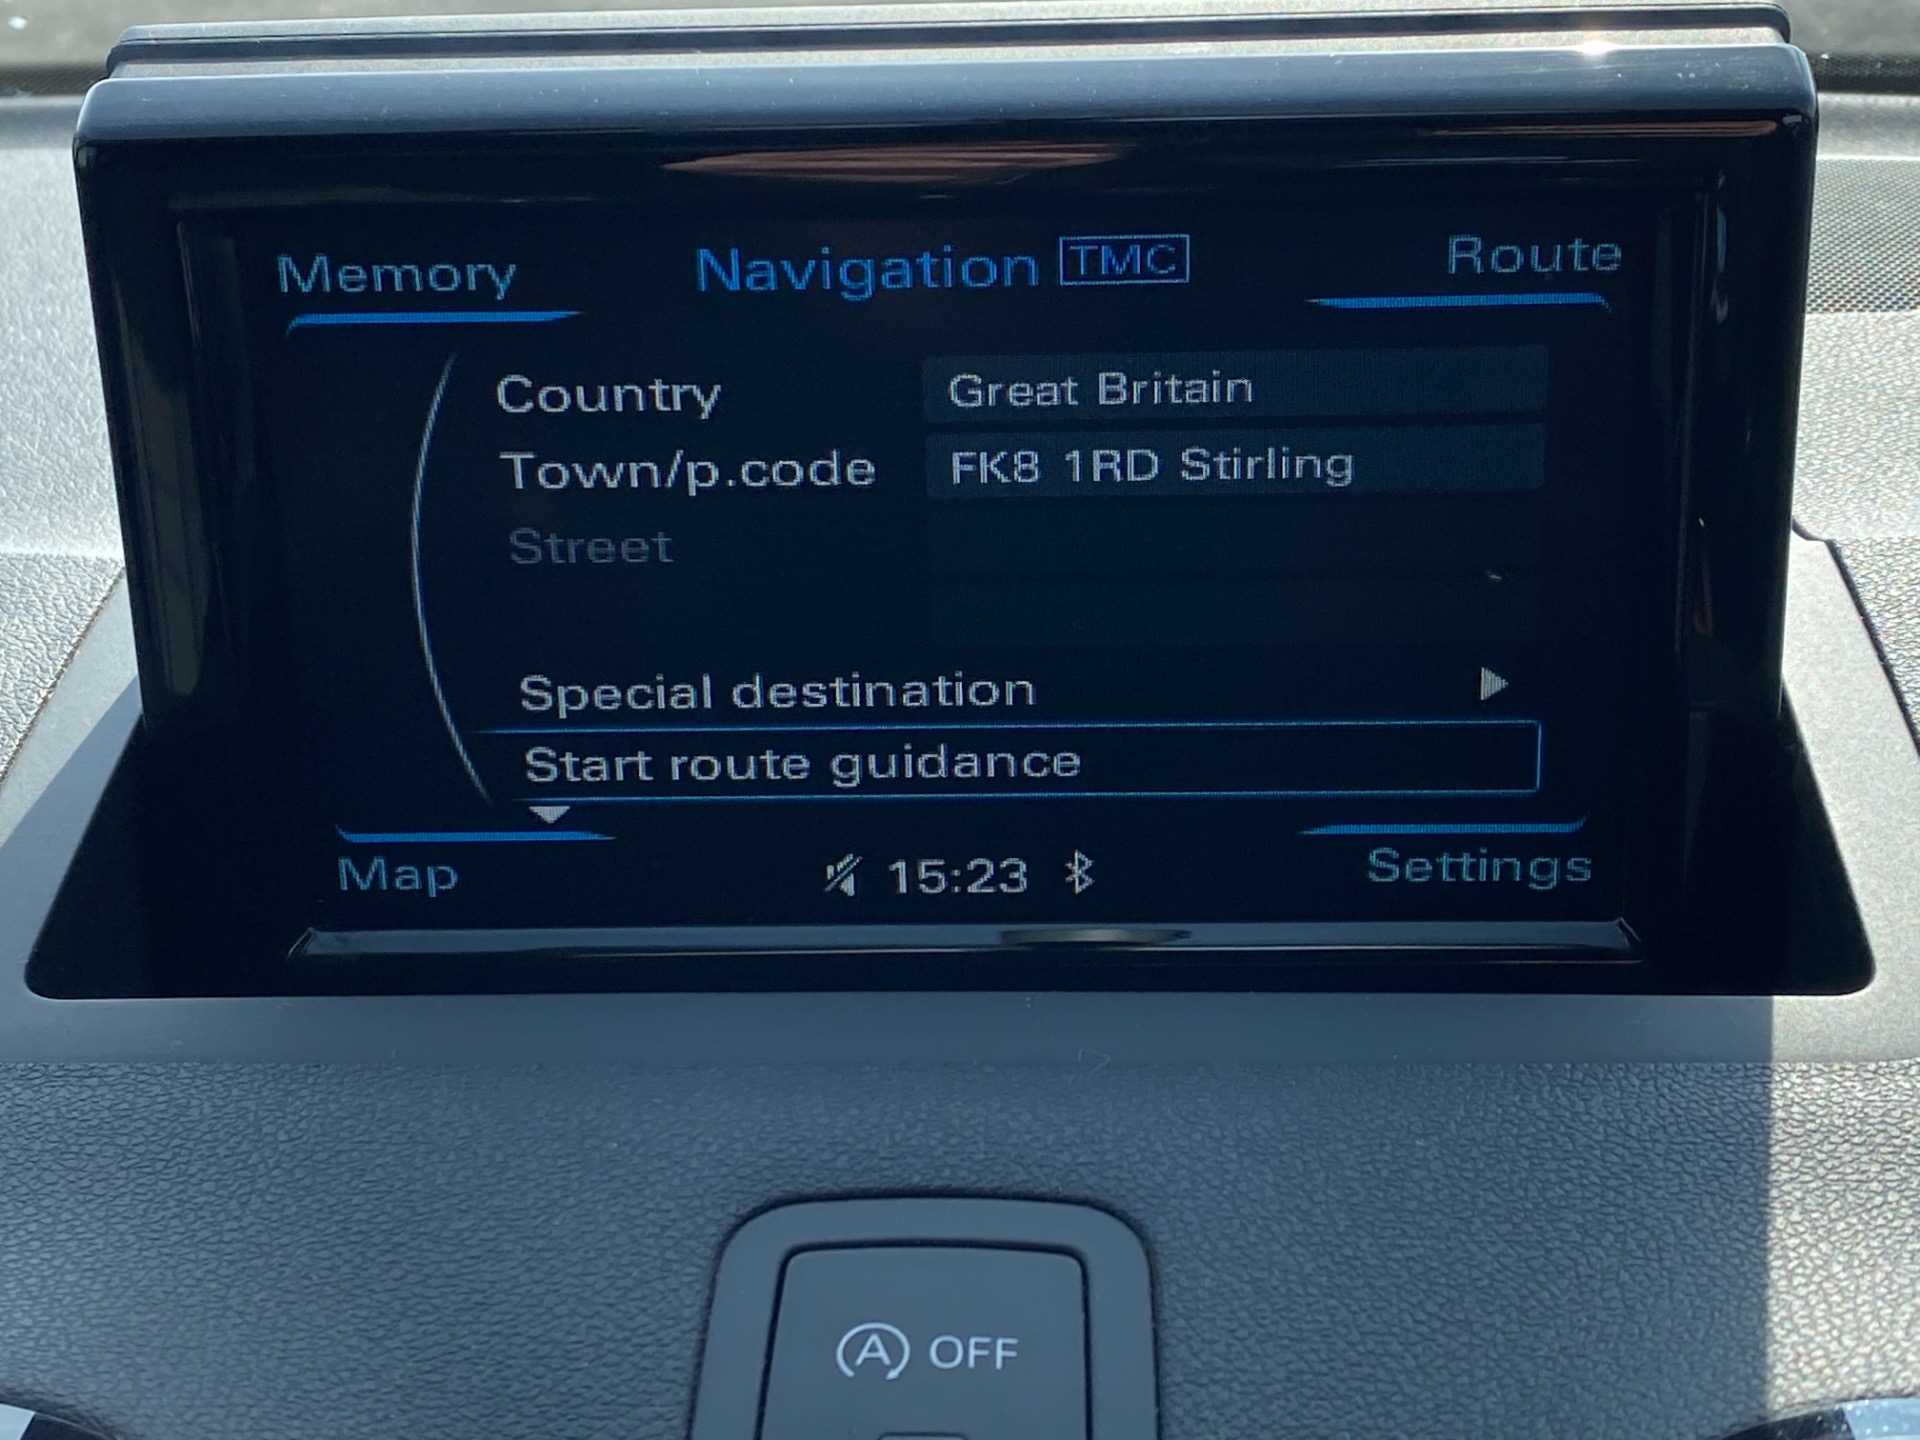 Memory Navigation TMC Route
Country Great Britain
Town/p.code FK8 1RD Stirling
Street
Special destination
Start route guidance
Map 15:23 Settings
A OFF